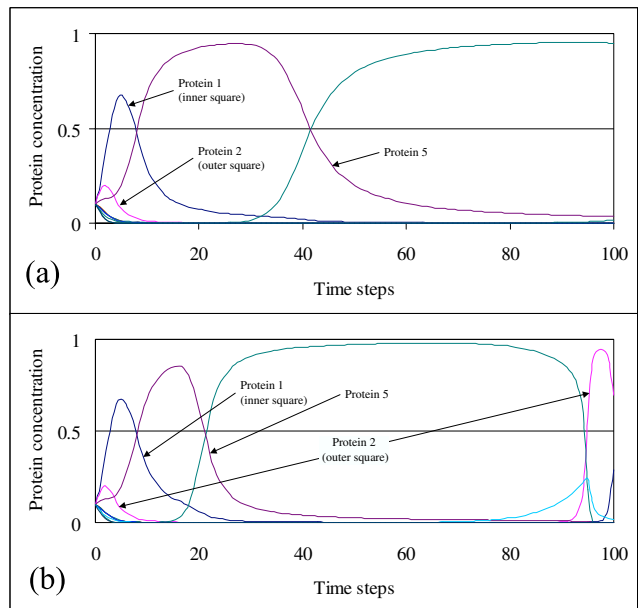 1
Protein 1
(inner square)
Protein 2
(outer square)
0.5
Protein 5
Protein concentration
0
0 20 40 60 80 100
(a)
Time steps
1
Protein 1
(inner square)
Protein 5
0.5
Protein 2
(outer square)
Protein concentration
0
0 20 40 60 80 100
(b)
Time steps